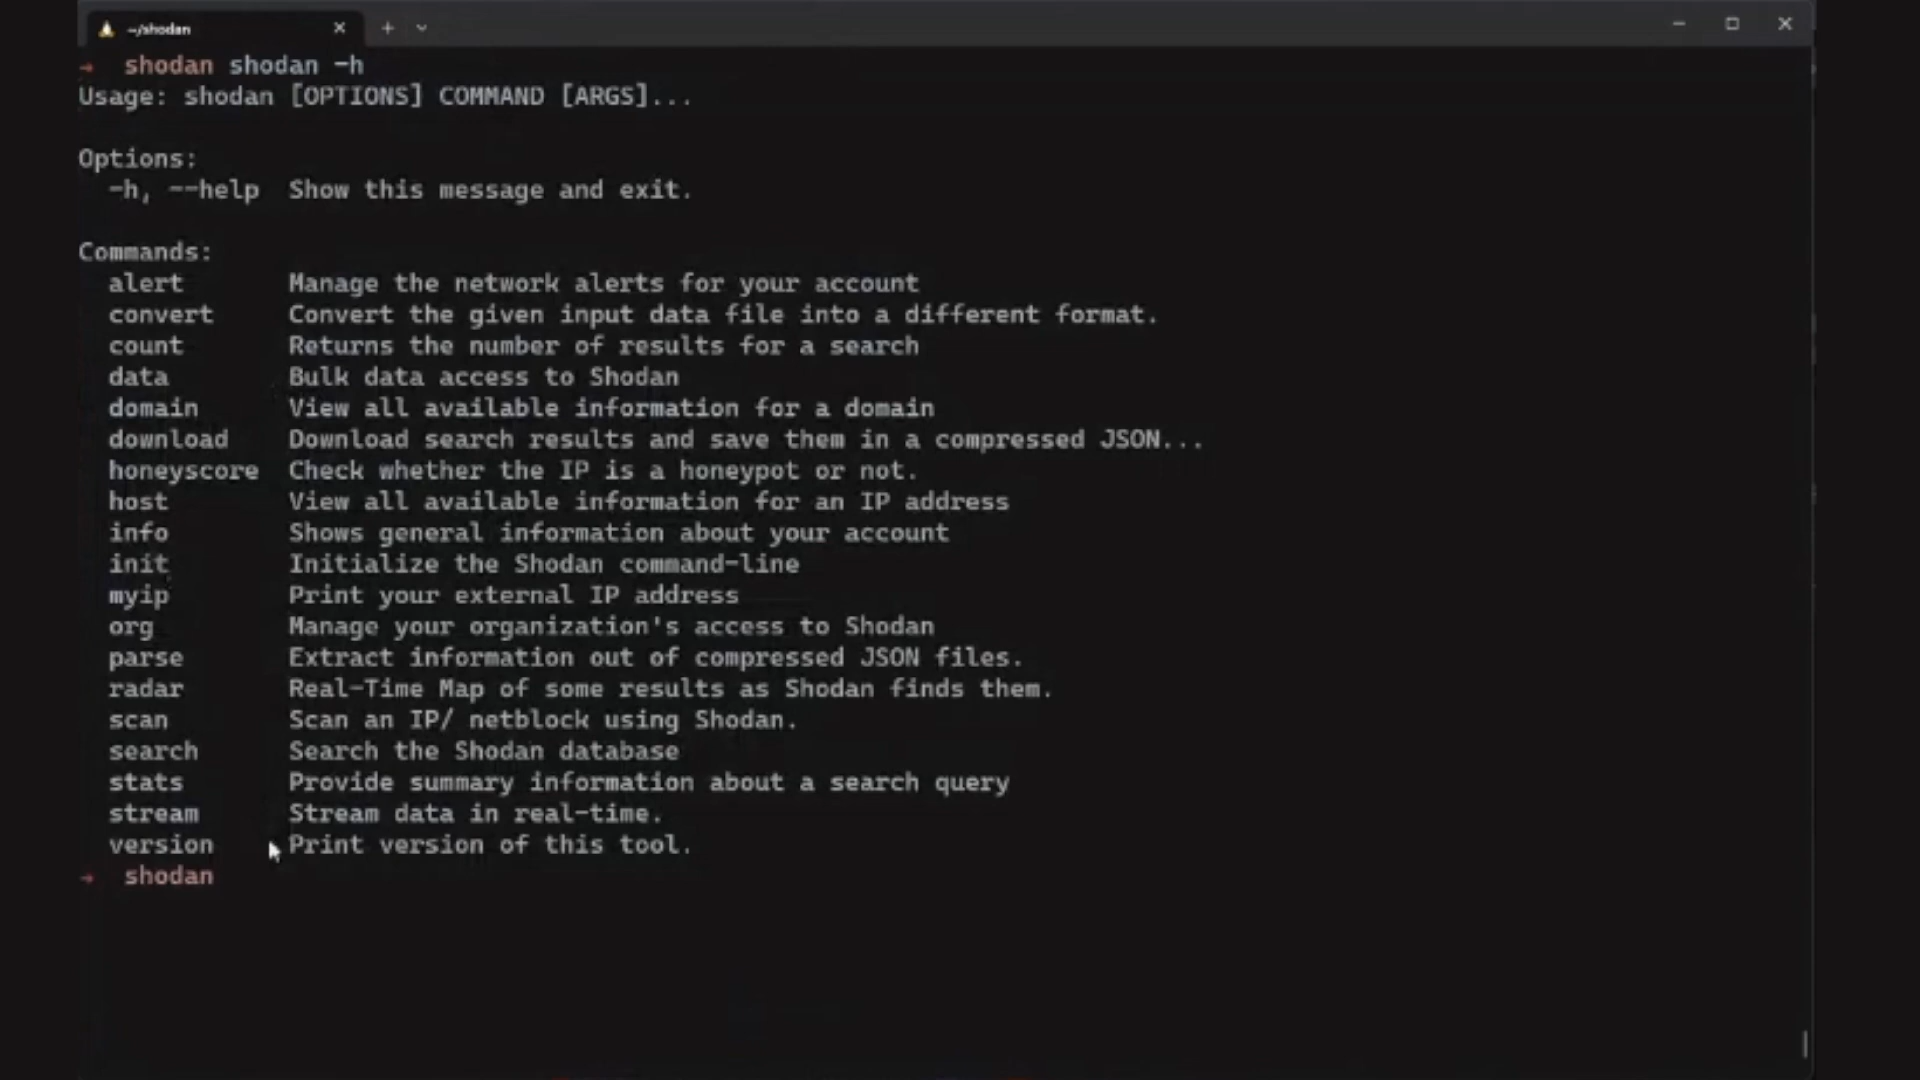 ~/shodan
→ shodan shodan -h
Usage: shodan [OPTIONS] COMMAND [ARGS]...
Options:
-h, --help  Show this message and exit.
Commands:
alert       Manage the network alerts for your account
convert     Convert the given input data file into a different format.
count       Returns the number of results for a search
data        Bulk data access to Shodan
domain      View all available information for a domain
download    Download search results and save them in a compressed JSON...
honeyscore  Check whether the IP is a honeypot or not.
host        View all available information for an IP address
info        Shows general information about your account
init        Initialize the Shodan command-line
myip        Print your external IP address
org         Manage your organization's access to Shodan
parse       Extract information out of compressed JSON files.
radar       Real-Time Map of some results as Shodan finds them.
scan        Scan an IP/ netblock using Shodan.
search      Search the Shodan database
stats       Provide summary information about a search query
stream      Stream data in real-time.
version     Print version of this tool.
→ shodan